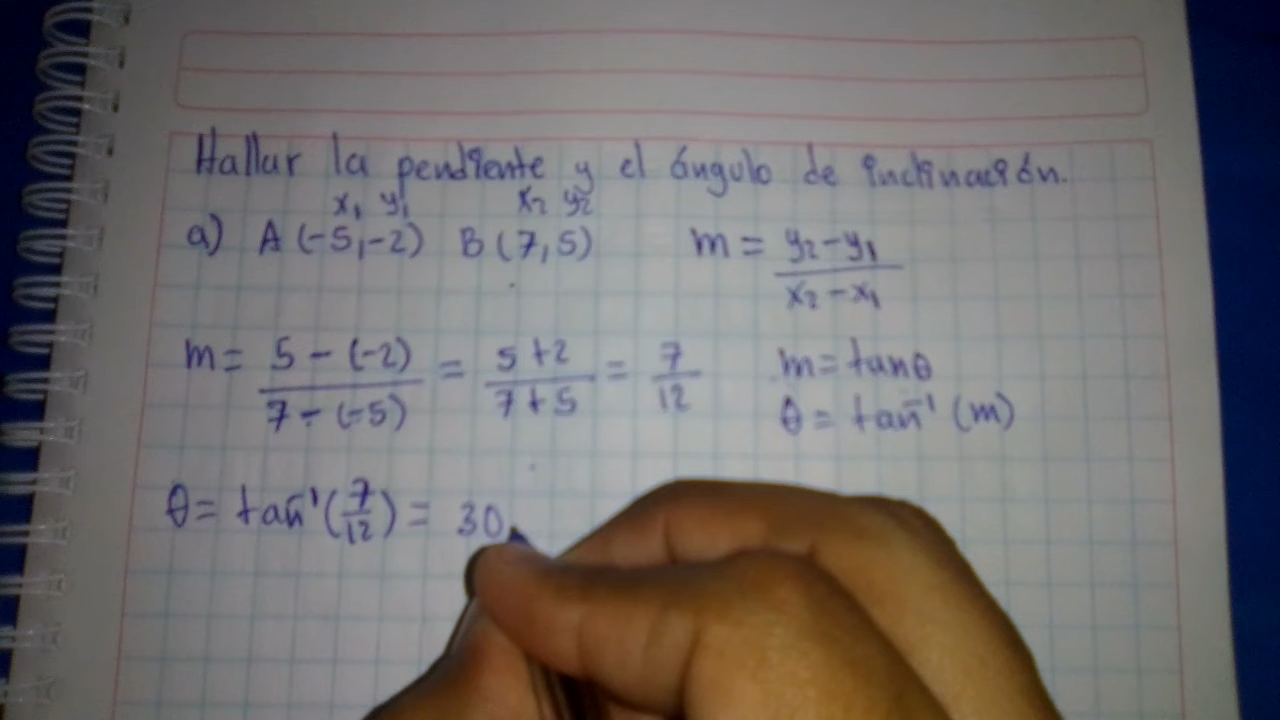 Hallar la pendiente y el ángulo de inclinación.
x₁ y₁ x₂ y₂
a) A (-5,-2) B (7,5) m = y₂-y₁ / x₂-x₁
m = 5-(-2) / 7-(-5) = 5+2 / 7+5 = 7/12 m = tanθ
θ = tan⁻¹ (m)
θ = tan⁻¹(7/12) = 30